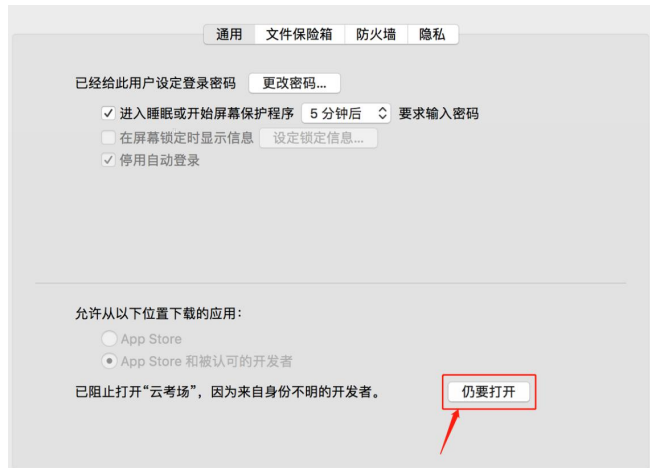 通用 文件保险箱 防火墙 隐私
已经给此用户设定登录密码 更改密码...
进入睡眠或开始屏幕保护程序 5 分钟后 要求输入密码
在屏幕锁定时显示信息 设定锁定信息...
停用自动登录
允许从以下位置下载的应用：
App Store
App Store 和被认可的开发者
已阻止打开“云考场”，因为来自身份不明的开发者。 仍要打开